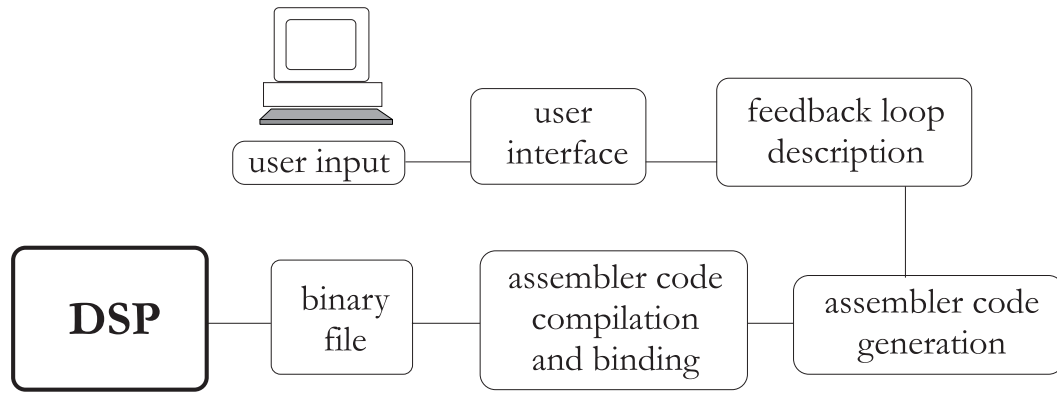 user input
user
interface
feedback loop
description
DSP
binary
file
assembler code
compilation
and binding
assembler code
generation